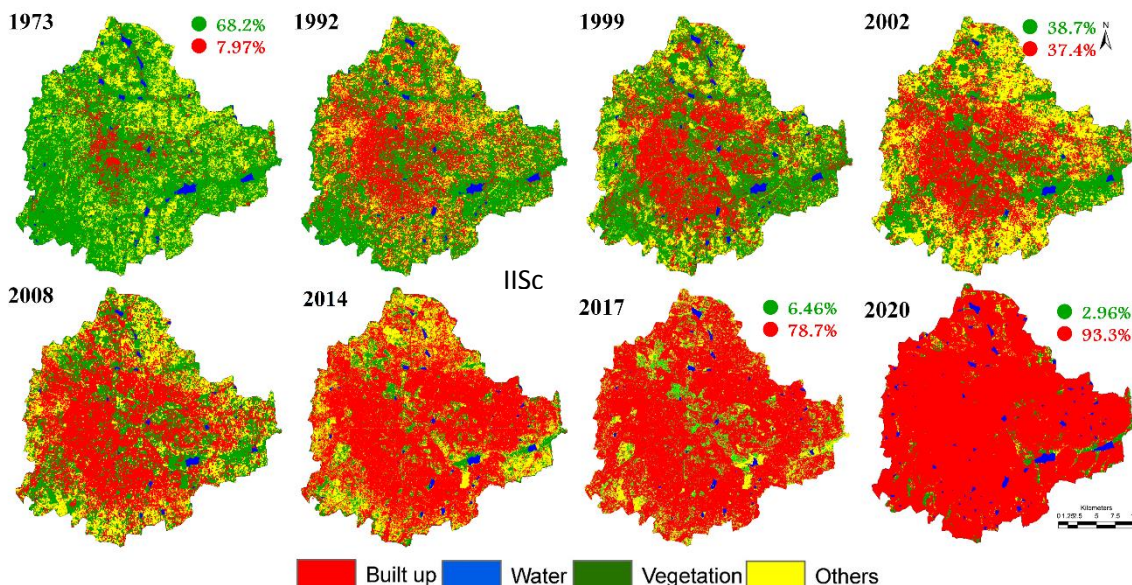 1973
68.2%
7.97%
1992
1999
2002
38.7%
37.4%
N
2008
2014
IISc
2017
6.46%
78.7%
2020
2.96%
93.3%
Kilometers
Built up
Water
Vegetation
Others